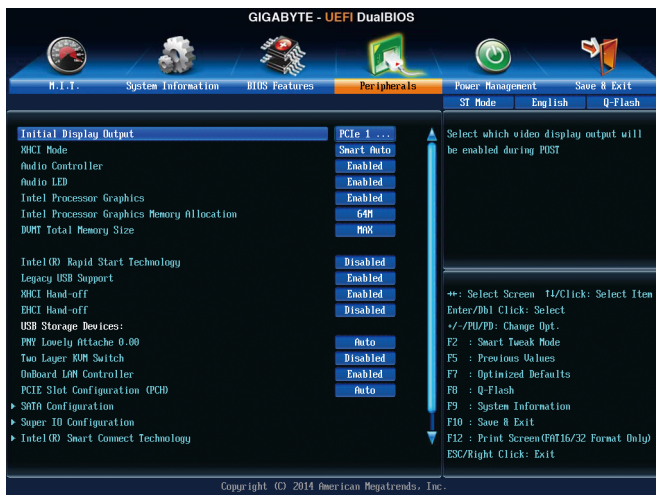 GIGABYTE - UEFI DualBIOS
M.I.T.
System Information
BIOS Features
Peripherals
Power Management
Save & Exit
ST Mode
English
Q-Flash
Initial Display Output PCIe 1 ...
XHCI Mode Smart Auto
Audio Controller Enabled
Audio LED Enabled
Intel Processor Graphics Enabled
Intel Processor Graphics Memory Allocation 64M
DVMT Total Memory Size MAX
Intel(R) Rapid Start Technology Disabled
Legacy USB Support Enabled
XHCI Hand-off Enabled
EHCI Hand-off Disabled
USB Storage Devices:
PNY Lovely Attache 0.00 Auto
Two Layer KVM Switch Disabled
OnBoard LAN Controller Enabled
PCIE Slot Configuration (PCH) Auto
SATA Configuration
Super IO Configuration
Intel(R) Smart Connect Technology
Select which video display output will
be enabled during POST
→←: Select Screen ↑↓/Click: Select Item
Enter/Dbl Click: Select
+/-/PU/PD: Change Opt.
F2 : Smart Tweak Mode
F5 : Previous Values
F7 : Optimized Defaults
F8 : Q-Flash
F9 : System Information
F10 : Save & Exit
F12 : Print Screen(FAT16/32 Format Only)
ESC/Right Click: Exit
Copyright (C) 2014 American Megatrends, Inc.